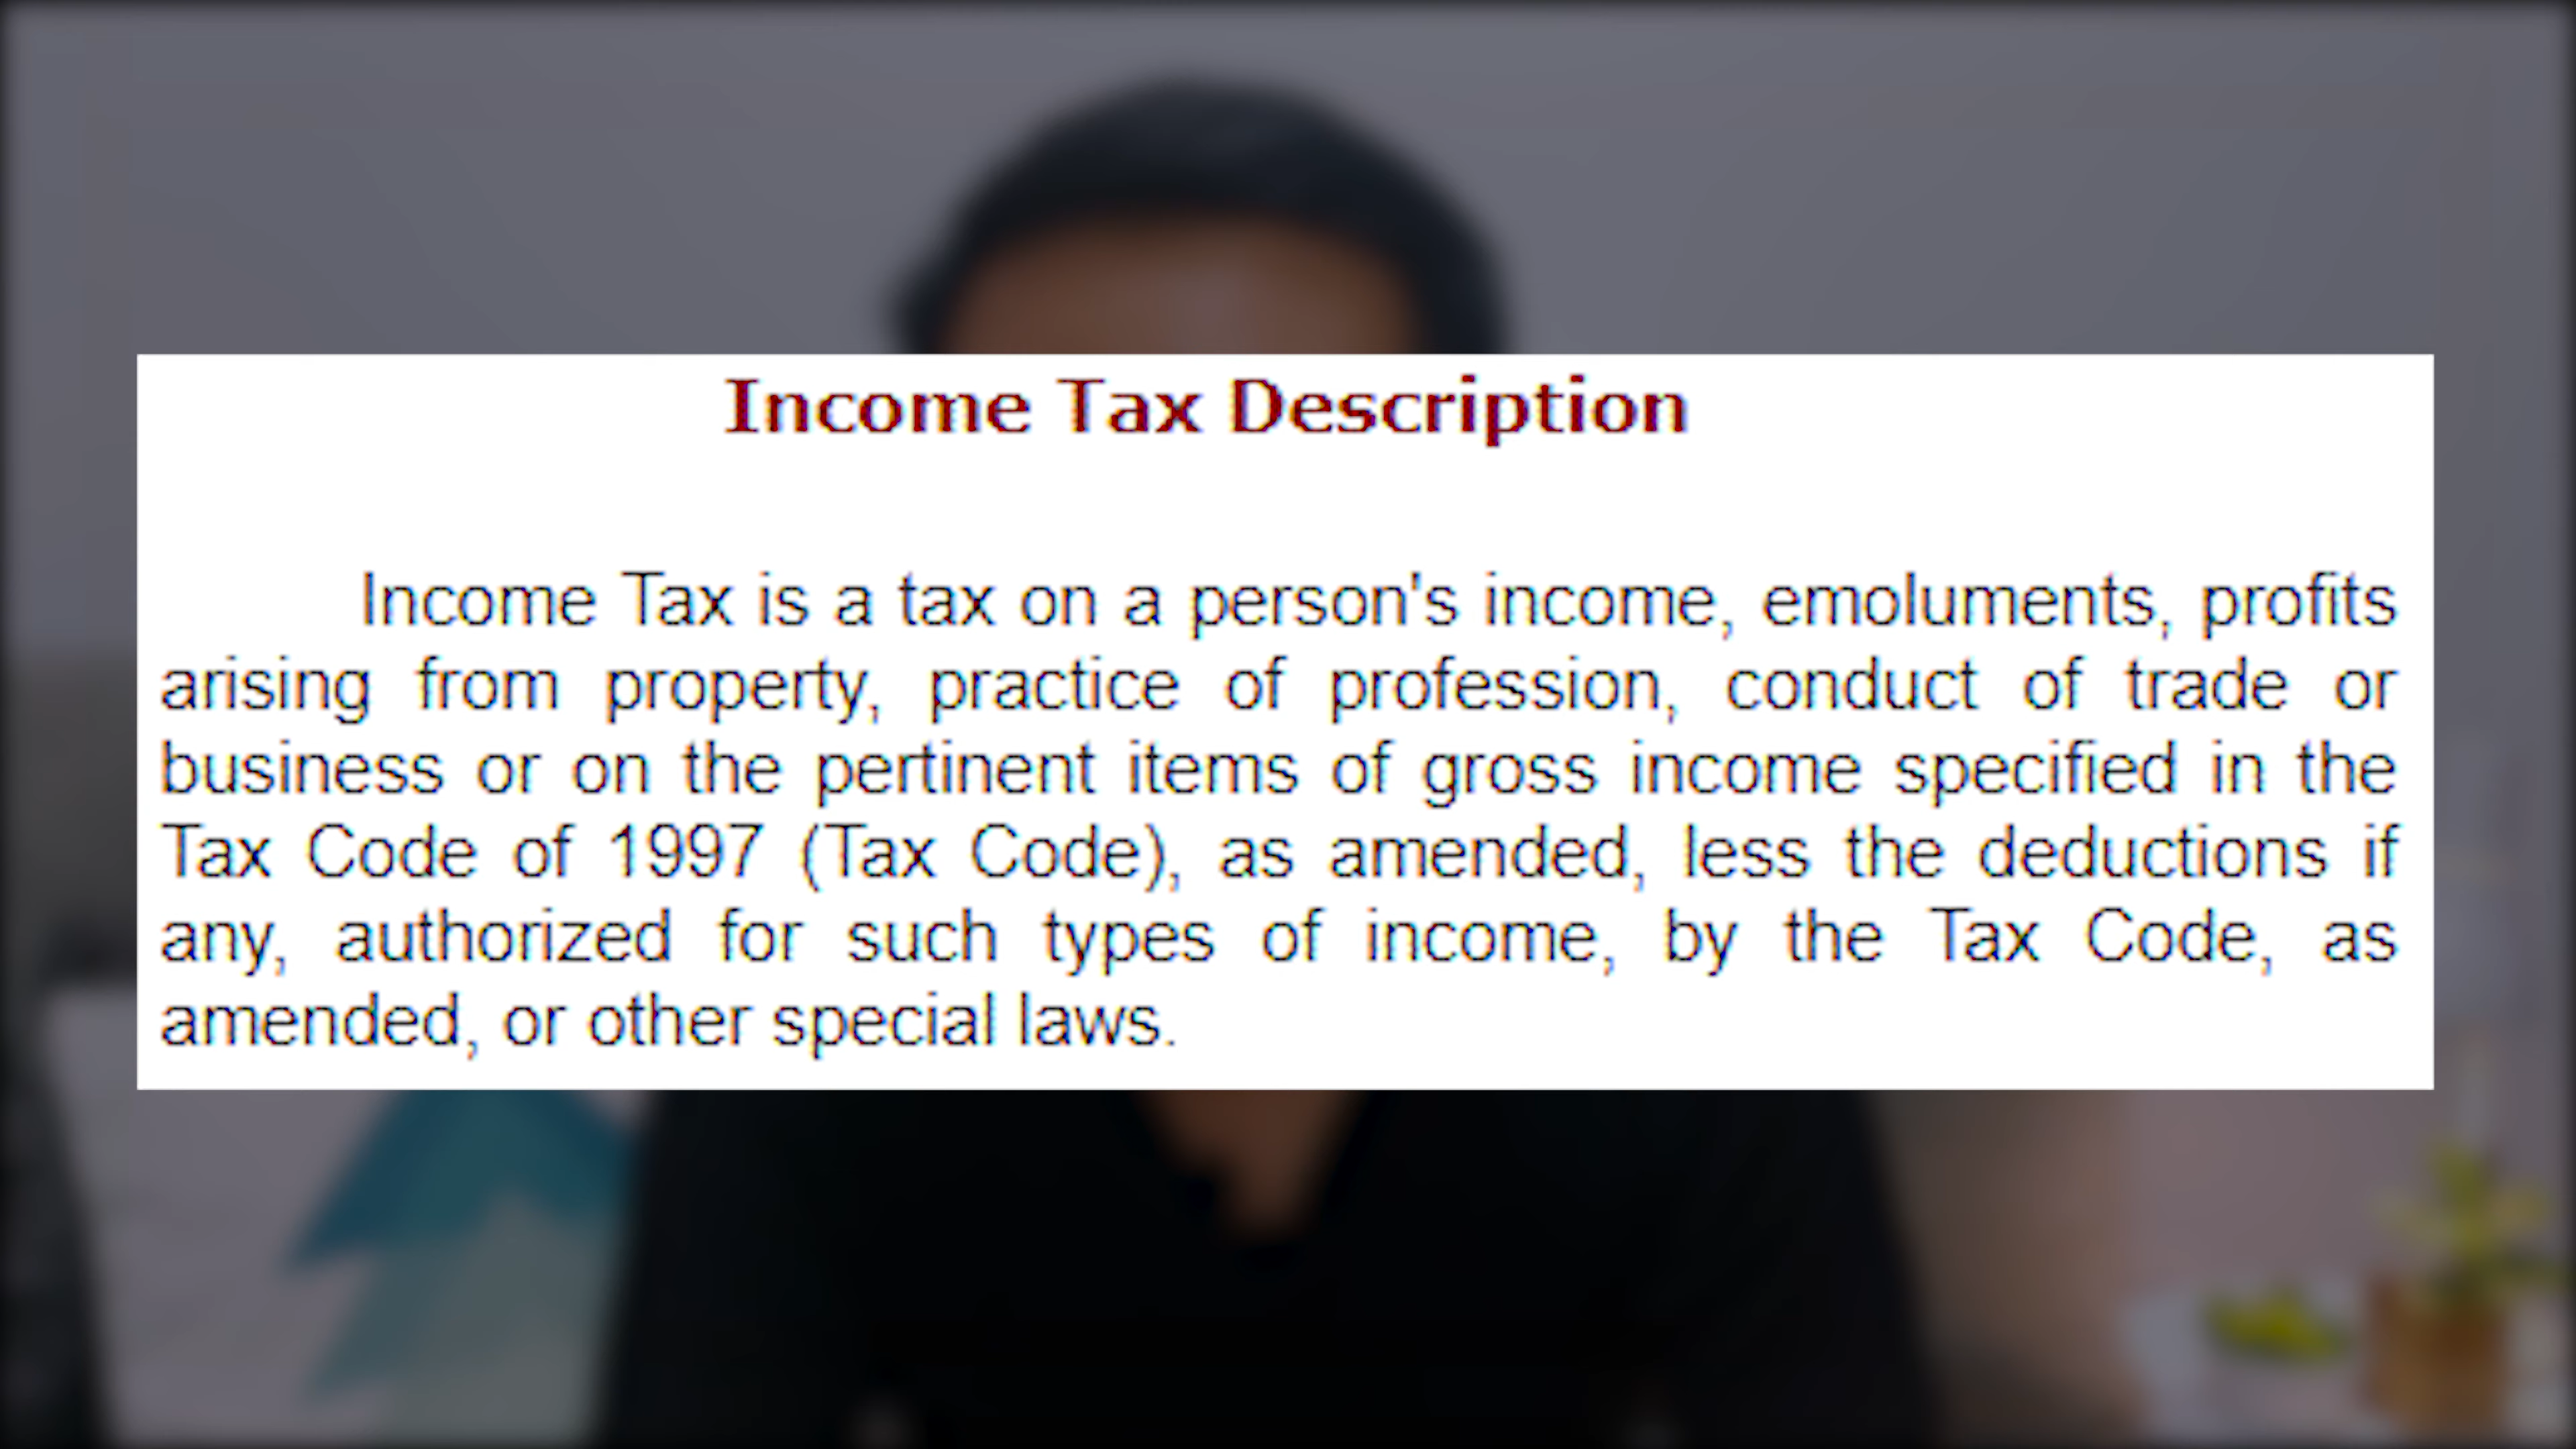 Income Tax Description
Income Tax is a tax on a person's income, emoluments, profits
arising from property, practice of profession, conduct of trade or
business or on the pertinent items of gross income specified in the
Tax Code of 1997 (Tax Code), as amended, less the deductions if
any, authorized for such types of income, by the Tax Code, as
amended, or other special laws.